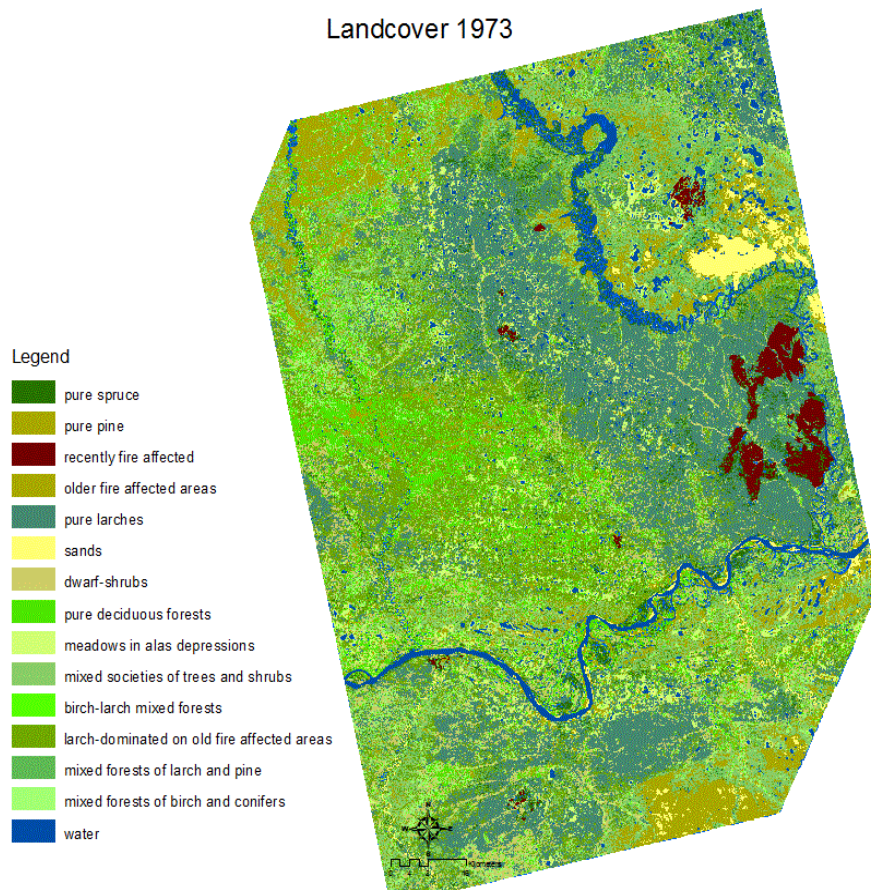 Landcover 1973
Legend
pure spruce
pure pine
recently fire affected
older fire affected areas
pure larches
sands
dwarf-shrubs
pure deciduous forests
meadows in alas depressions
mixed societies of trees and shrubs
birch-larch mixed forests
larch-dominated on old fire affected areas
mixed forests of larch and pine
mixed forests of birch and conifers
water
N
W E
S